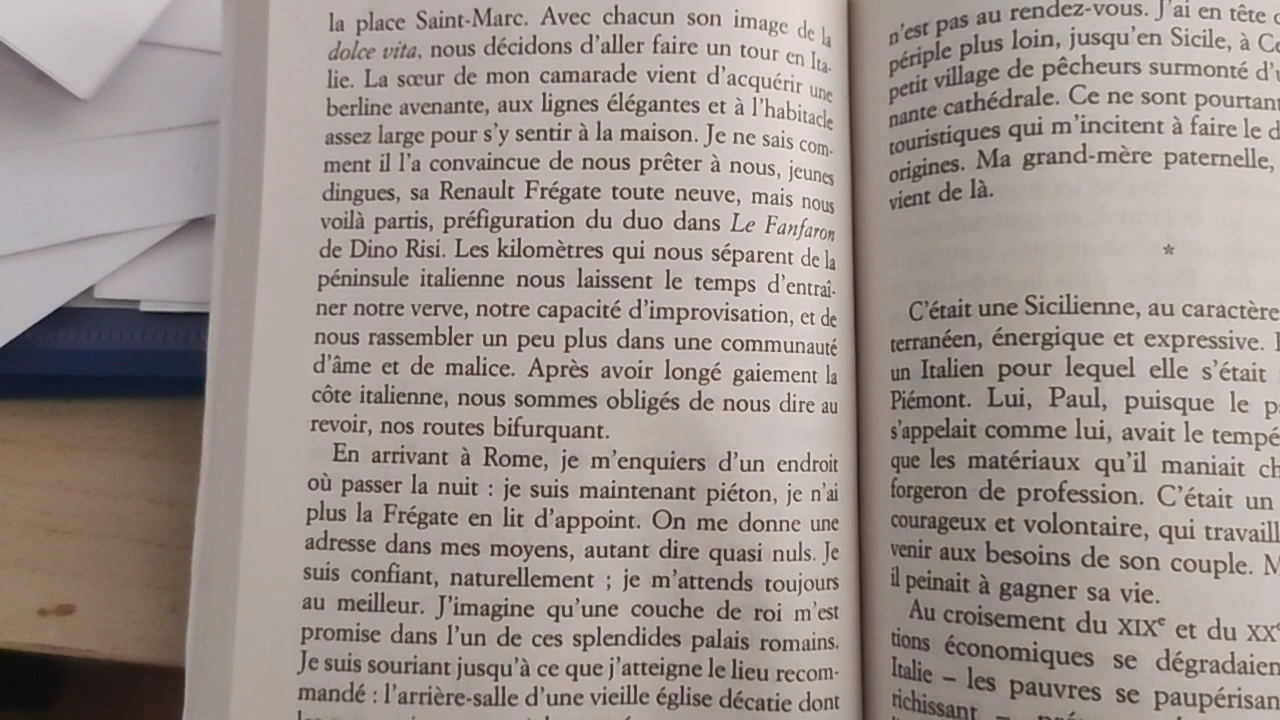 la place Saint-Marc. Avec chacun son image de la
dolce vita, nous décidons d'aller faire un tour en Ita-
lie. La sœur de mon camarade vient d'acquérir une
berline avenante, aux lignes élégantes et à l'habitacle
assez large pour s'y sentir à la maison. Je ne sais com-
ment il l'a convaincue de nous prêter à nous, jeunes
dingues, sa Renault Frégate toute neuve, mais nous
voilà partis, préfiguration du duo dans Le Fanfaron
de Dino Risi. Les kilomètres qui nous séparent de la
péninsule italienne nous laissent le temps d'entraî-
ner notre verve, notre capacité d'improvisation, et de
nous rassembler un peu plus dans une communauté
d'âme et de malice. Après avoir longé gaiement la
côte italienne, nous sommes obligés de nous dire au
revoir, nos routes bifurquant.
En arrivant à Rome, je m'enquiers d'un endroit
où passer la nuit : je suis maintenant piéton, je n'ai
plus la Frégate en lit d'appoint. On me donne une
adresse dans mes moyens, autant dire quasi nuls. Je
suis confiant, naturellement ; je m'attends toujours
au meilleur. J'imagine qu'une couche de roi m'est
promise dans l'un de ces splendides palais romains.
Je suis souriant jusqu'à ce que j'atteigne le lieu recom-
mandé : l'arrière-salle d'une vieille église décatie dont
n'est pas au rendez-vous. J'ai en tête
périple plus loin, jusqu'en Sicile, à
petit village de pêcheurs surmonté
nante cathédrale. Ce ne sont pourtant
touristiques qui m'incitent à faire le
origines. Ma grand-mère paternelle,
vient de là.
*
C'était une Sicilienne, au caractère
terranéen, énergique et expressive.
un Italien pour lequel elle s'était
Piémont. Lui, Paul, puisque le
s'appelait comme lui, avait le
que les matériaux qu'il maniait
forgeron de profession. C'était un
courageux et volontaire, qui
venir aux besoins de son couple.
il peinait à gagner sa vie.
Au croisement du XIXe et du
tions économiques se
Italie – les pauvres se
richissant –